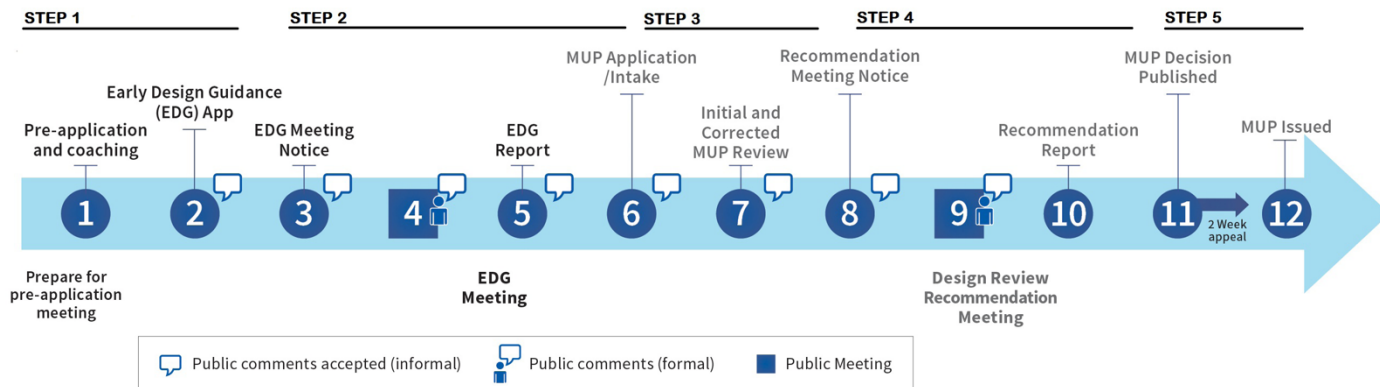 STEP 1
STEP 2
STEP 3
STEP 4
STEP 5
Pre-application
and coaching
Early Design Guidance
(EDG) App
EDG Meeting
Notice
EDG
Report
MUP Application
/Intake
Initial and
Corrected
MUP Review
Recommendation
Meeting Notice
Recommendation
Report
MUP Decision
Published
MUP Issued
1
2
3
4
5
6
7
8
9
10
11
12
2 Week
appeal
Prepare for
pre-application
meeting
EDG
Meeting
Design Review
Recommendation
Meeting
Public comments accepted (informal)
Public comments (formal)
Public Meeting